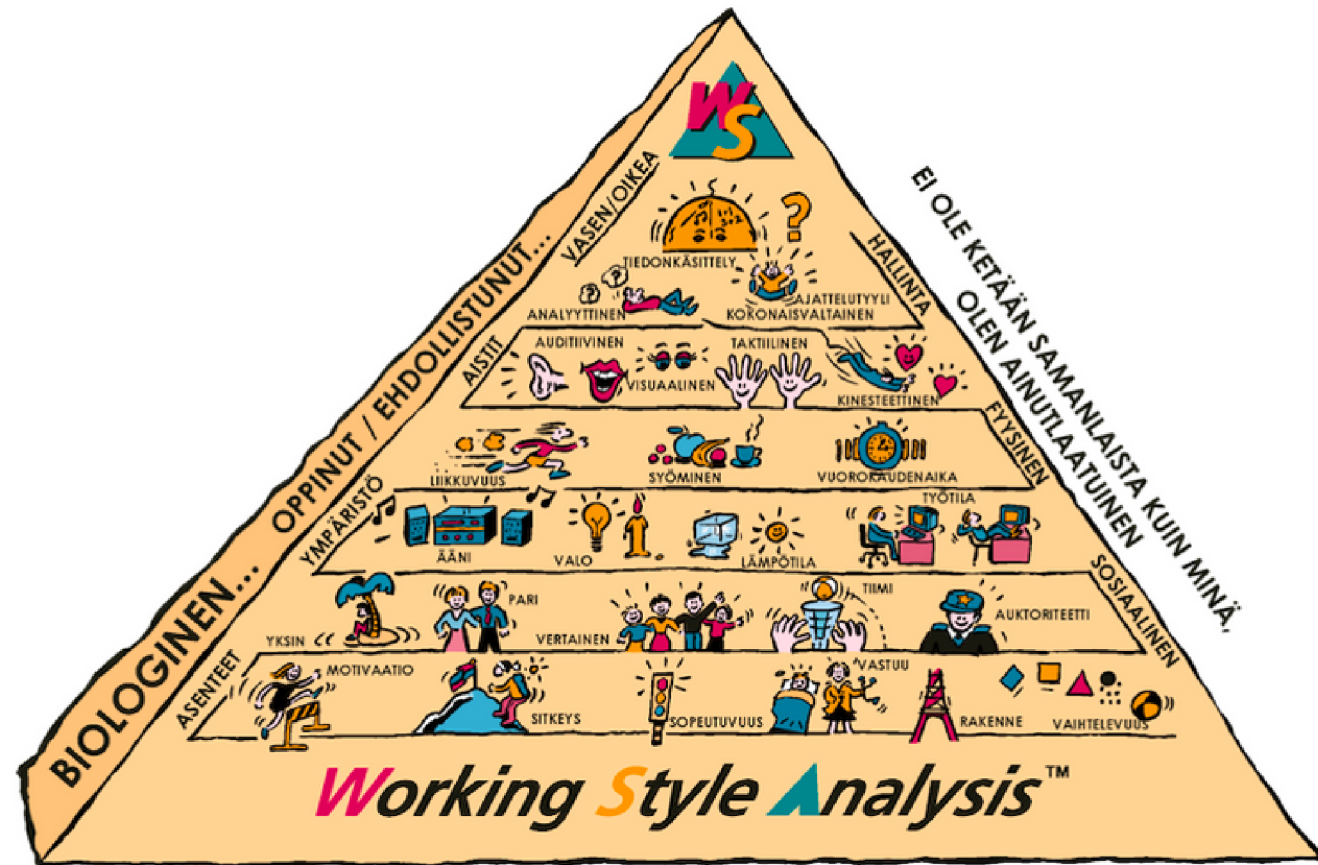 WS
BIOLOGINEN... OPPINUT / EHDOLLISTUNUT...
EI OLE KETÄÄN SAMANLAISTA KUIN MINÄ,
OLEN AINUTLAATUINEN
VASEN/OIKEA
HALLINTA
?
TIEDONKÄSITTELY
? ?
ANALYYTTINEN
AJATTELUTYYLI
KOKONAISVALTAINEN
AISTIT
AUDITIIVINEN
VISUAALINEN
TAKTIILINEN
KINESTEETTINEN
FYYSINEN
LIIKKUVUUS
SYÖMINEN
VUOROKAUDENAIKA
YMPÄRISTÖ
ÄÄNI
VALO
LÄMPÖTILA
TYÖTILA
SOSIAALINEN
YKSIN
PARI
VERTAINEN
TIIMI
AUKTORITEETTI
ASENTEET
MOTIVAATIO
SITKEYS
SOPEUTUVUUS
VASTUU
RAKENNE
VAIHTELEVUUS
Working Style Analysis™